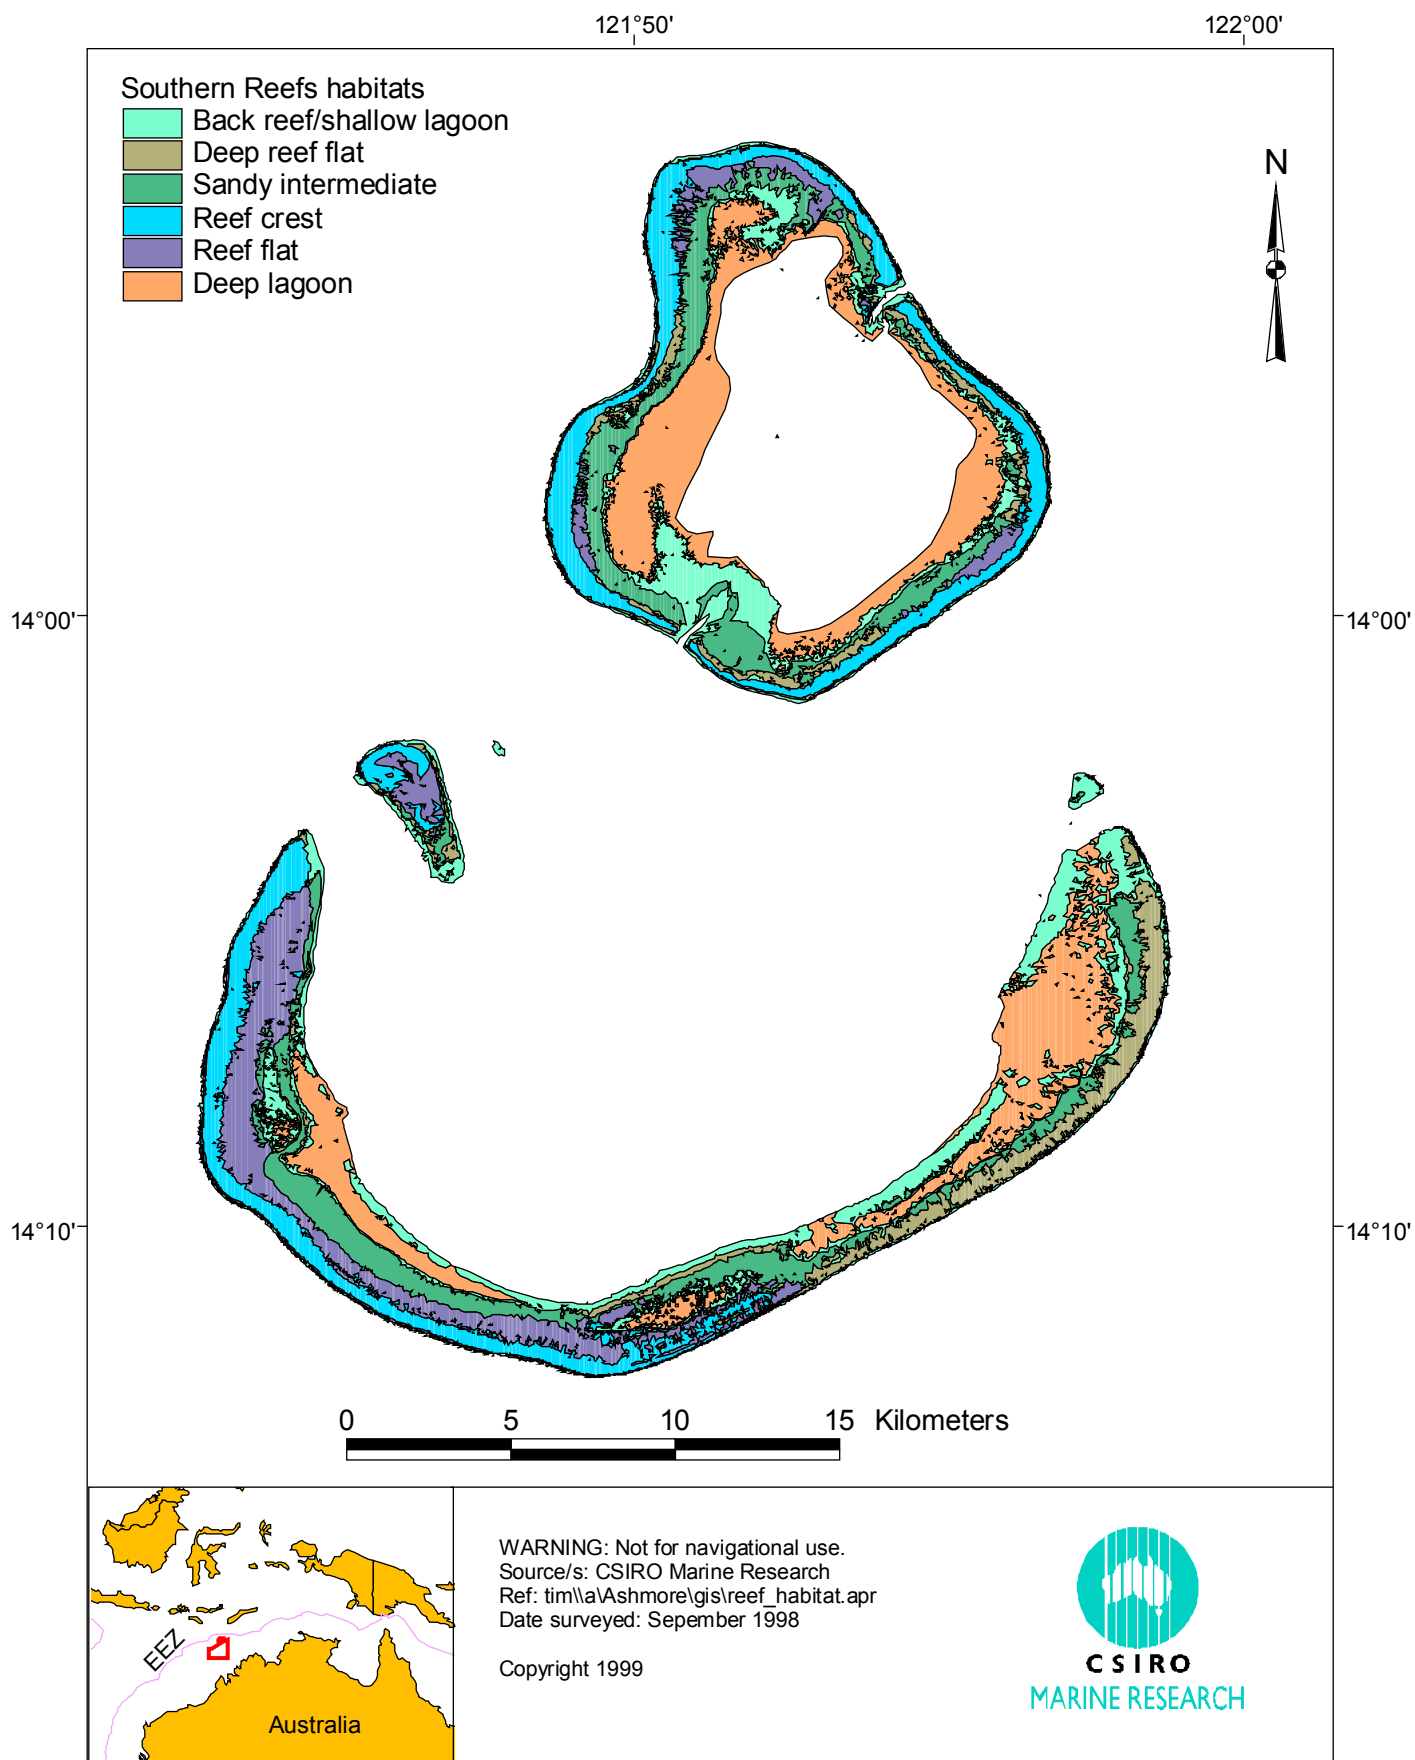 121°50'
122°00'
Southern Reefs habitats
Back reef/shallow lagoon
Deep reef flat
Sandy intermediate
Reef crest
Reef flat
Deep lagoon
N
14°00'
14°00'
14°10'
14°10'
0 5 10 15 Kilometers
EEZ
Australia
WARNING: Not for navigational use.
Source/s: CSIRO Marine Research
Ref: tim\\a\Ashmore\gis\reef_habitat.apr
Date surveyed: Sepember 1998
Copyright 1999
CSIRO
MARINE RESEARCH